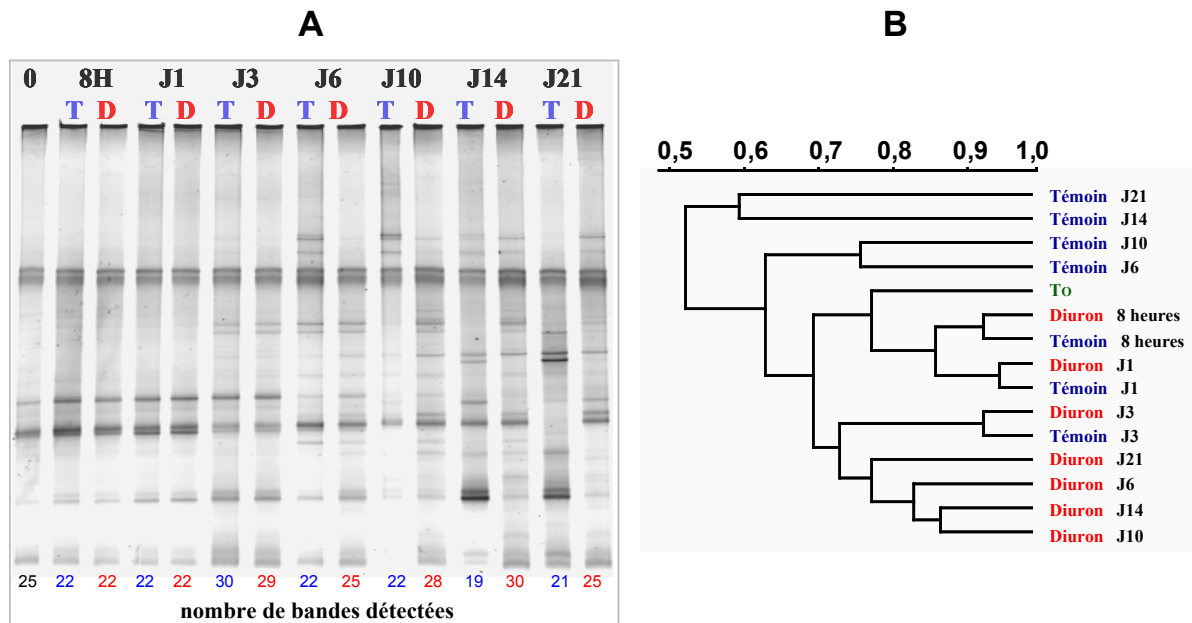 A
B
0 8H J1 J3 J6 J10 J14 J21
T D T D T D T D T D T D T D
25 22 22 22 22 30 29 22 25 22 28 19 30 21 25
nombre de bandes détectées
0,5 0,6 0,7 0,8 0,9 1,0
Témoin J21
Témoin J14
Témoin J10
Témoin J6
T0
Diuron 8 heures
Témoin 8 heures
Diuron J1
Témoin J1
Diuron J3
Témoin J3
Diuron J21
Diuron J6
Diuron J14
Diuron J10